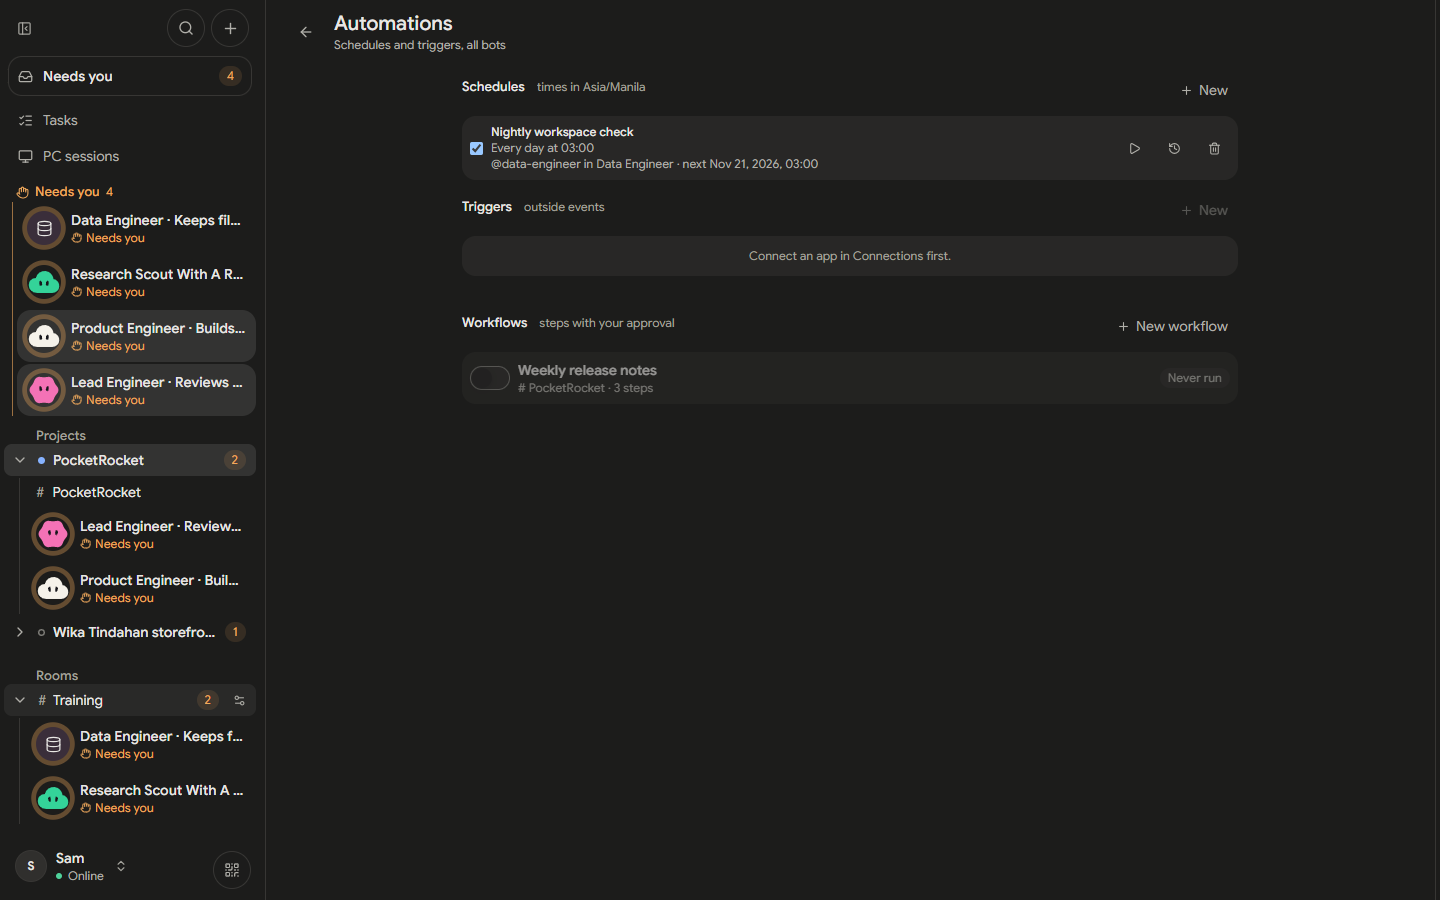 Needs you
4
Tasks
PC sessions
Needs you 4
Data Engineer · Keeps fil...
Needs you
Research Scout With A R...
Needs you
Product Engineer · Builds...
Needs you
Lead Engineer · Reviews ...
Needs you
Projects
PocketRocket
2
# PocketRocket
Lead Engineer · Review...
Needs you
Product Engineer · Buil...
Needs you
Wika Tindahan storefro...
1
Rooms
# Training
2
Data Engineer · Keeps f...
Needs you
Research Scout With A ...
Needs you
S
Sam
Online
Automations
Schedules and triggers, all bots
Schedules times in Asia/Manila
+ New
Nightly workspace check
Every day at 03:00
@data-engineer in Data Engineer · next Nov 21, 2026, 03:00
Triggers outside events
+ New
Connect an app in Connections first.
Workflows steps with your approval
+ New workflow
Weekly release notes
# PocketRocket · 3 steps
Never run